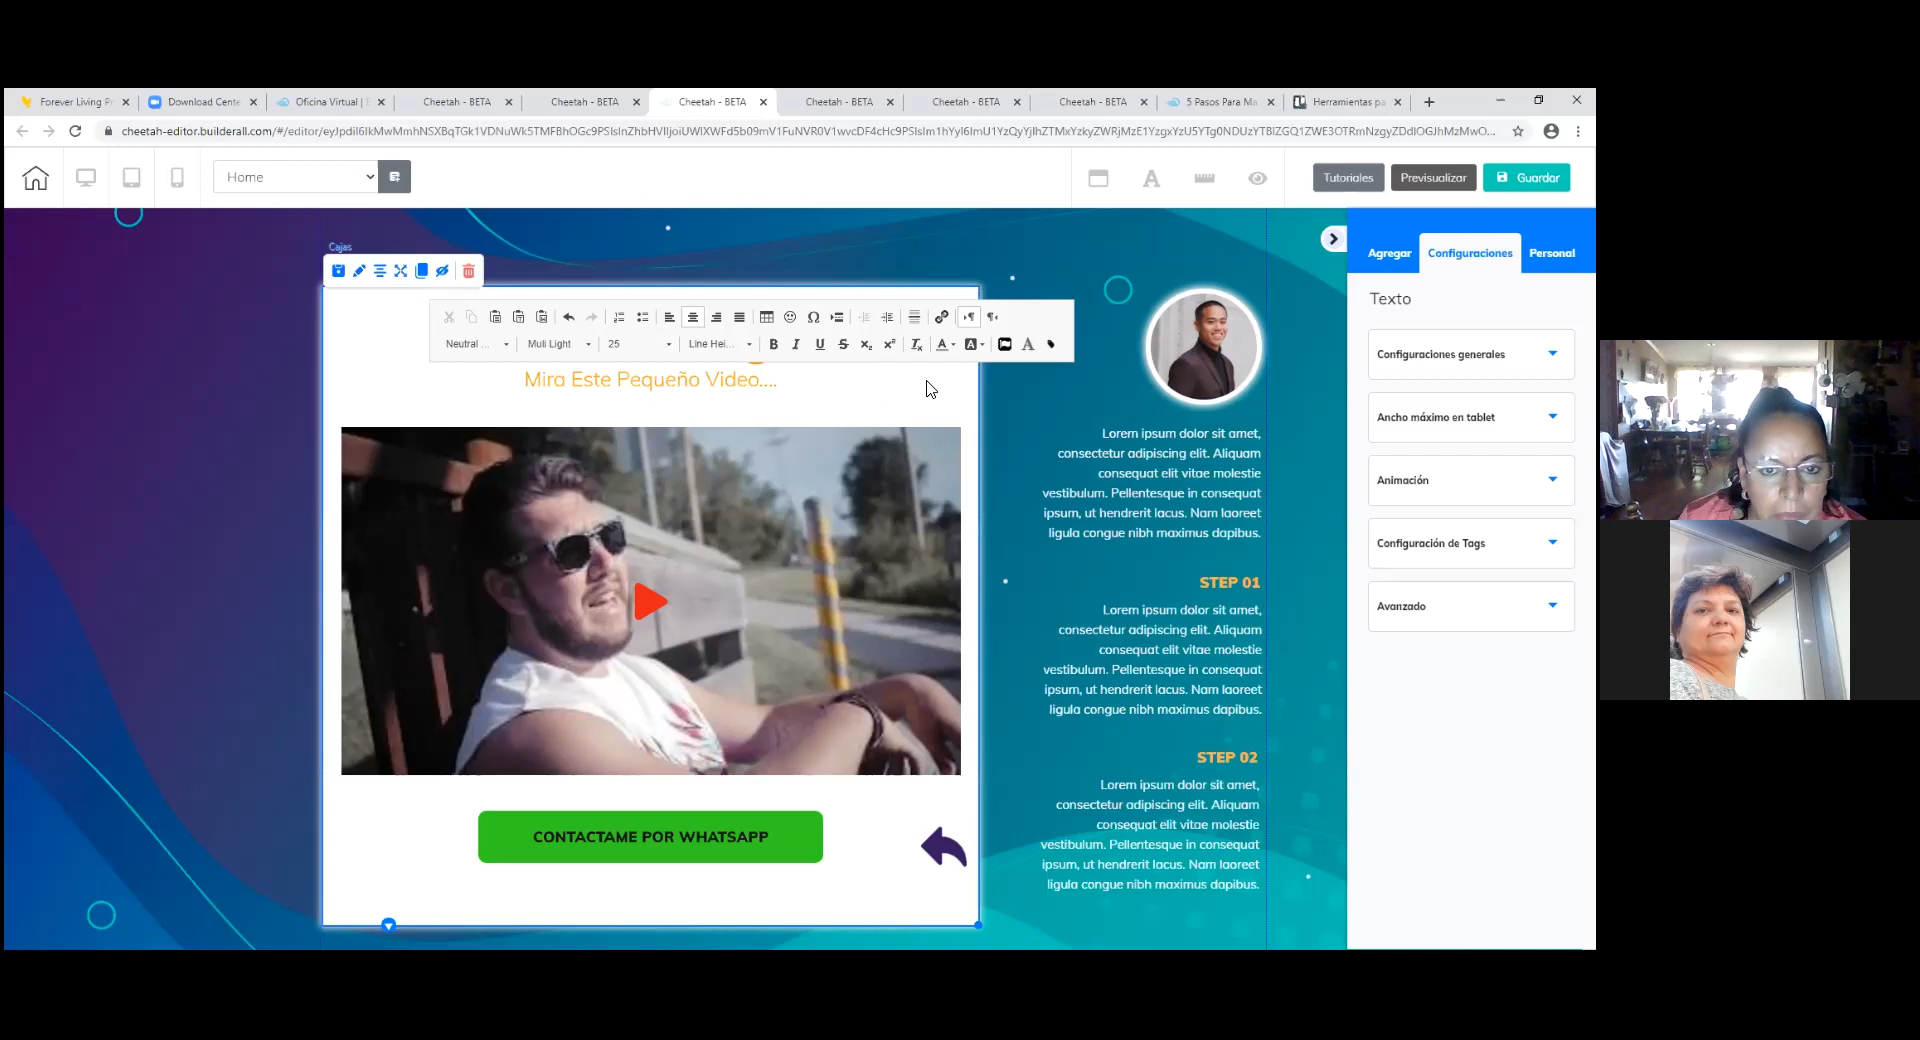 Forever Living Pr
Download Cente
Oficina Virtual |
Cheetah - BETA
Cheetah - BETA
Cheetah - BETA
Cheetah - BETA
Cheetah - BETA
Cheetah - BETA
5 Pasos Para Ma
Herramientas pa
Home
Tutoriales
Previsualizar
Guardar
Cajas
Agregar
Configuraciones
Personal
Texto
Configuraciones generales
Ancho máximo en tablet
Animación
Configuración de Tags
Avanzado
Neutral ...
Muli Light
25
Line Hei...
Mira Este Pequeño Video....
CONTACTAME POR WHATSAPP
Lorem ipsum dolor sit amet,
consectetur adipiscing elit. Aliquam
consequat elit vitae molestie
vestibulum. Pellentesque in consequat
ipsum, ut hendrerit lacus. Nam laoreet
ligula congue nibh maximus dapibus.
STEP 01
Lorem ipsum dolor sit amet,
consectetur adipiscing elit. Aliquam
consequat elit vitae molestie
vestibulum. Pellentesque in consequat
ipsum, ut hendrerit lacus. Nam laoreet
ligula congue nibh maximus dapibus.
STEP 02
Lorem ipsum dolor sit amet,
consectetur adipiscing elit. Aliquam
consequat elit vitae molestie
vestibulum. Pellentesque in consequat
ipsum, ut hendrerit lacus. Nam laoreet
ligula congue nibh maximus dapibus.